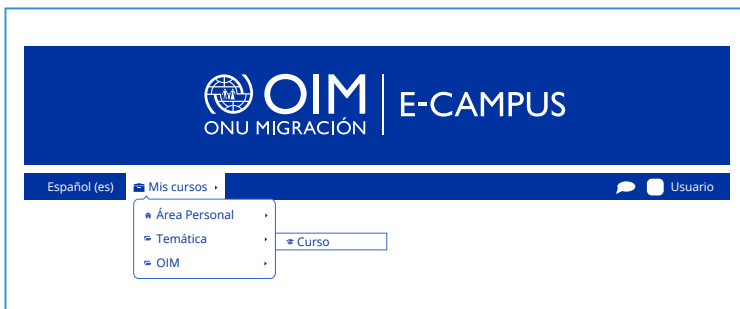 OIM
ONU MIGRACIÓN
E-CAMPUS
Español (es) Mis cursos Usuario
Área Personal
Temática Curso
OIM